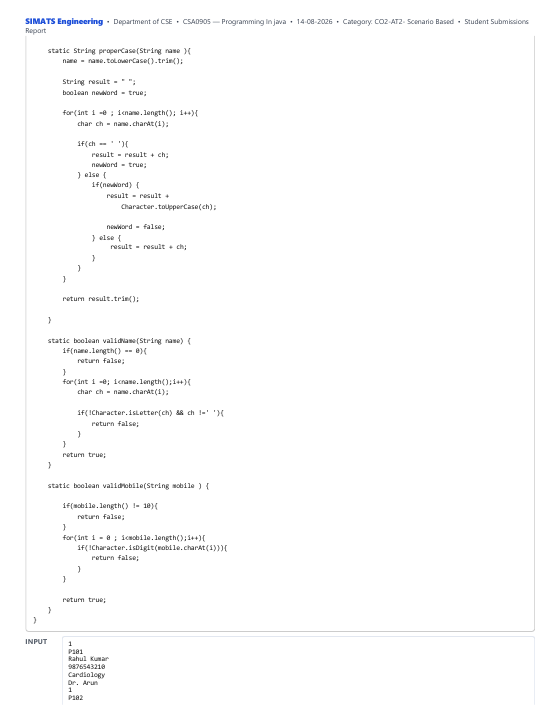 SIMATS Engineering • Department of CSE • CSA0905 — Programming In java • 14-08-2026 • Category: CO2-AT2- Scenario Based • Student Submissions
Report
static String properCase(String name ){
name = name.toLowerCase().trim();
String result = " ";
boolean newWord = true;
for(int i =0 ; i<name.length(); i++){
char ch = name.charAt(i);
if(ch == ' '){
result = result + ch;
newWord = true;
} else {
if(newWord) {
result = result +
Character.toUpperCase(ch);
newWord = false;
} else {
result = result + ch;
}
}
}
return result.trim();
}
static boolean validName(String name) {
if(name.length() == 0){
return false;
}
for(int i =0; i<name.length();i++){
char ch = name.charAt(i);
if(!Character.isLetter(ch) && ch !=' '){
return false;
}
}
return true;
}
static boolean validMobile(String mobile ) {
if(mobile.length() != 10){
return false;
}
for(int i = 0 ; i<mobile.length();i++){
if(!Character.isDigit(mobile.charAt(i))){
return false;
}
}
return true;
}
}
INPUT
1
P101
Rahul Kumar
9876543210
Cardiology
Dr. Arun
1
P102